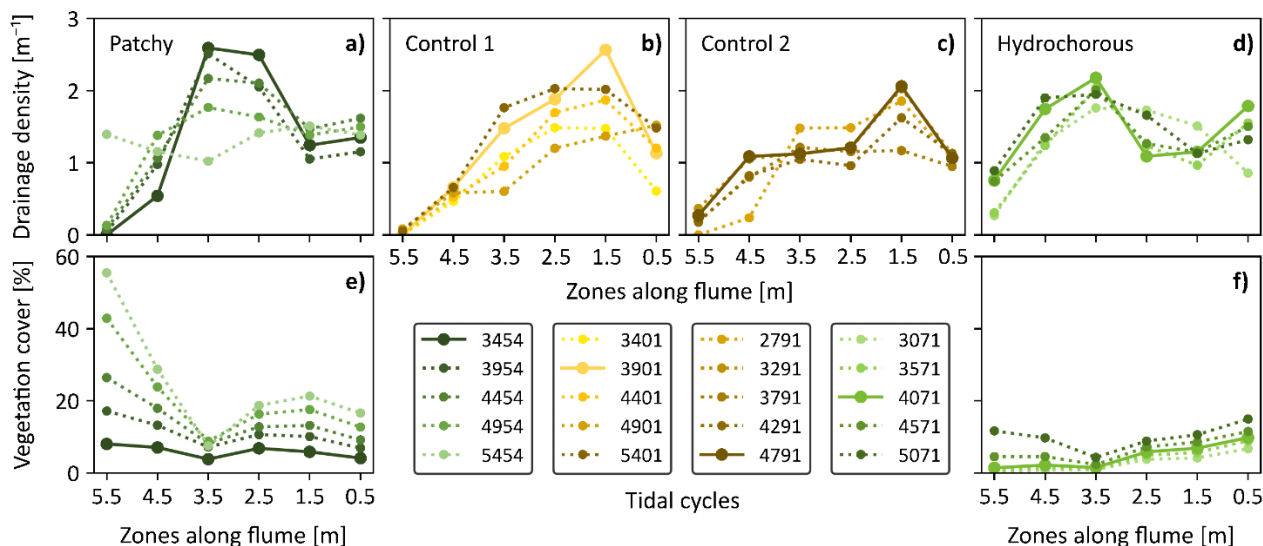 Patchy a)
Control 1 b)
Control 2 c)
Hydrochorous d)
Drainage density [m⁻¹]
3
2
1
0
5.5 4.5 3.5 2.5 1.5 0.5
5.5 4.5 3.5 2.5 1.5 0.5
Zones along flume [m]
e)
f)
Vegetation cover [%]
60
40
20
0
5.5 4.5 3.5 2.5 1.5 0.5
Zones along flume [m]
3454
3954
4454
4954
5454
3401
3901
4401
4901
5401
2791
3291
3791
4291
4791
3071
3571
4071
4571
5071
Tidal cycles
5.5 4.5 3.5 2.5 1.5 0.5
Zones along flume [m]